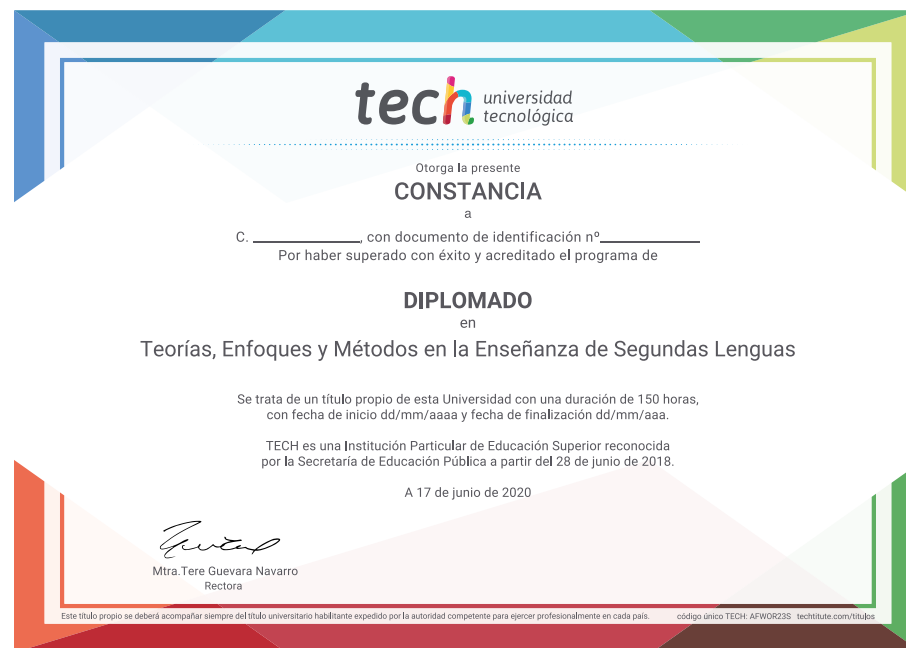 tech universidad
tecnológica
Otorga la presente
CONSTANCIA
a
C. ____________, con documento de identificación nº____________
Por haber superado con éxito y acreditado el programa de
DIPLOMADO
en
Teorías, Enfoques y Métodos en la Enseñanza de Segundas Lenguas
Se trata de un título propio de esta Universidad con una duración de 150 horas,
con fecha de inicio dd/mm/aaaa y fecha de finalización dd/mm/aaa.
TECH es una Institución Particular de Educación Superior reconocida
por la Secretaría de Educación Pública a partir del 28 de junio de 2018.
A 17 de junio de 2020
Mtra.Tere Guevara Navarro
Rectora
Este título propio se deberá acompañar siempre del título universitario habilitante expedido por la autoridad competente para ejercer profesionalmente en cada país. código único TECH: AFWOR23S techtitute.com/titulos